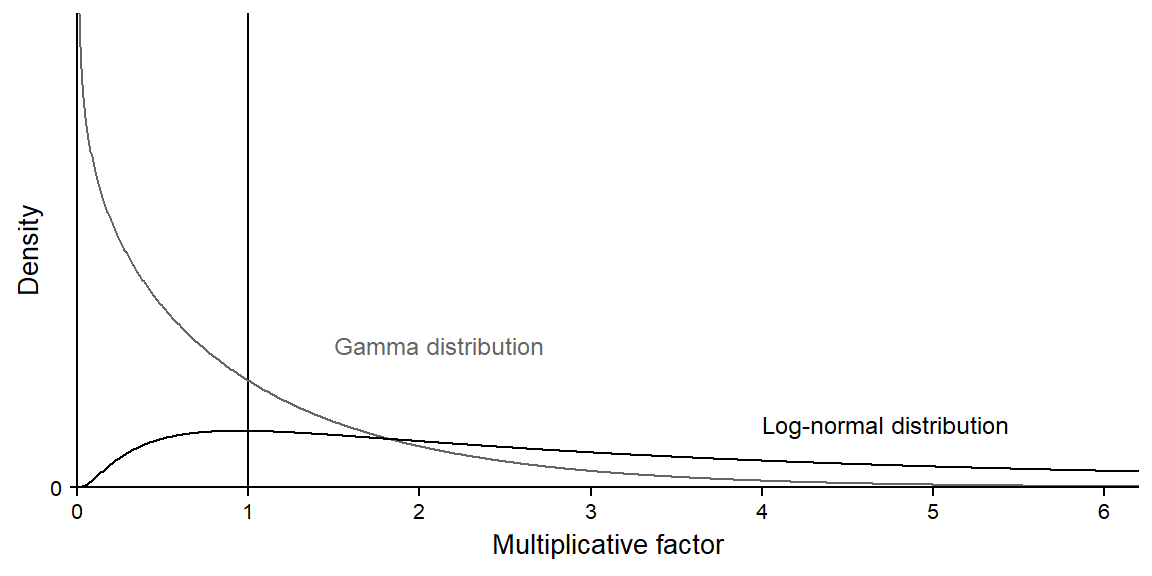 Density
Gamma distribution
Log-normal distribution
0
0 1 2 3 4 5 6
Multiplicative factor